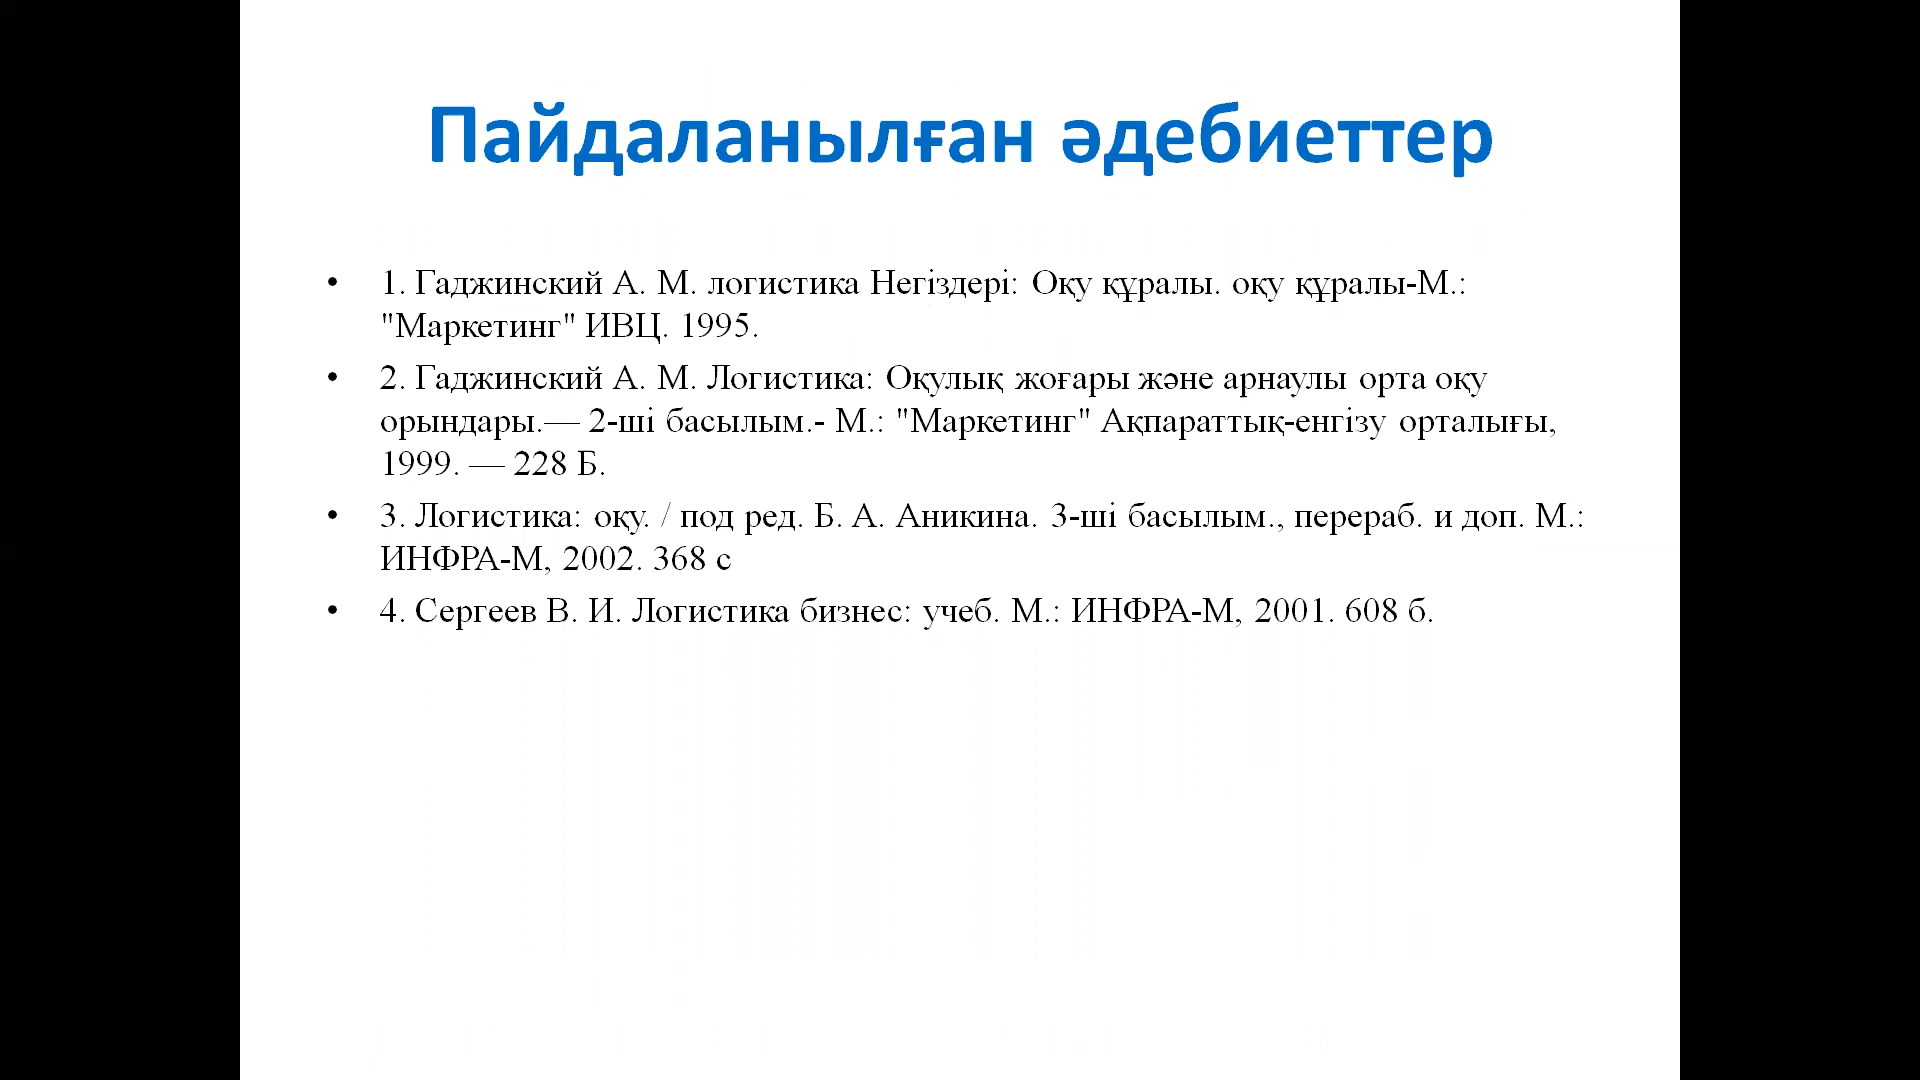 Пайдаланылған әдебиеттер
• 1. Гаджинский А. М. логистика Негіздері: Оқу құралы. оқу құралы-М.:
"Маркетинг" ИВЦ. 1995.
• 2. Гаджинский А. М. Логистика: Оқулық жоғары және арнаулы орта оқу
орындары.— 2-ші басылым.- М.: "Маркетинг" Ақпараттық-енгізу орталығы,
1999. — 228 Б.
• 3. Логистика: оқу. / под ред. Б. А. Аникина. 3-ші басылым., перераб. и доп. М.:
ИНФРА-М, 2002. 368 с
• 4. Сергеев В. И. Логистика бизнес: учеб. М.: ИНФРА-М, 2001. 608 б.